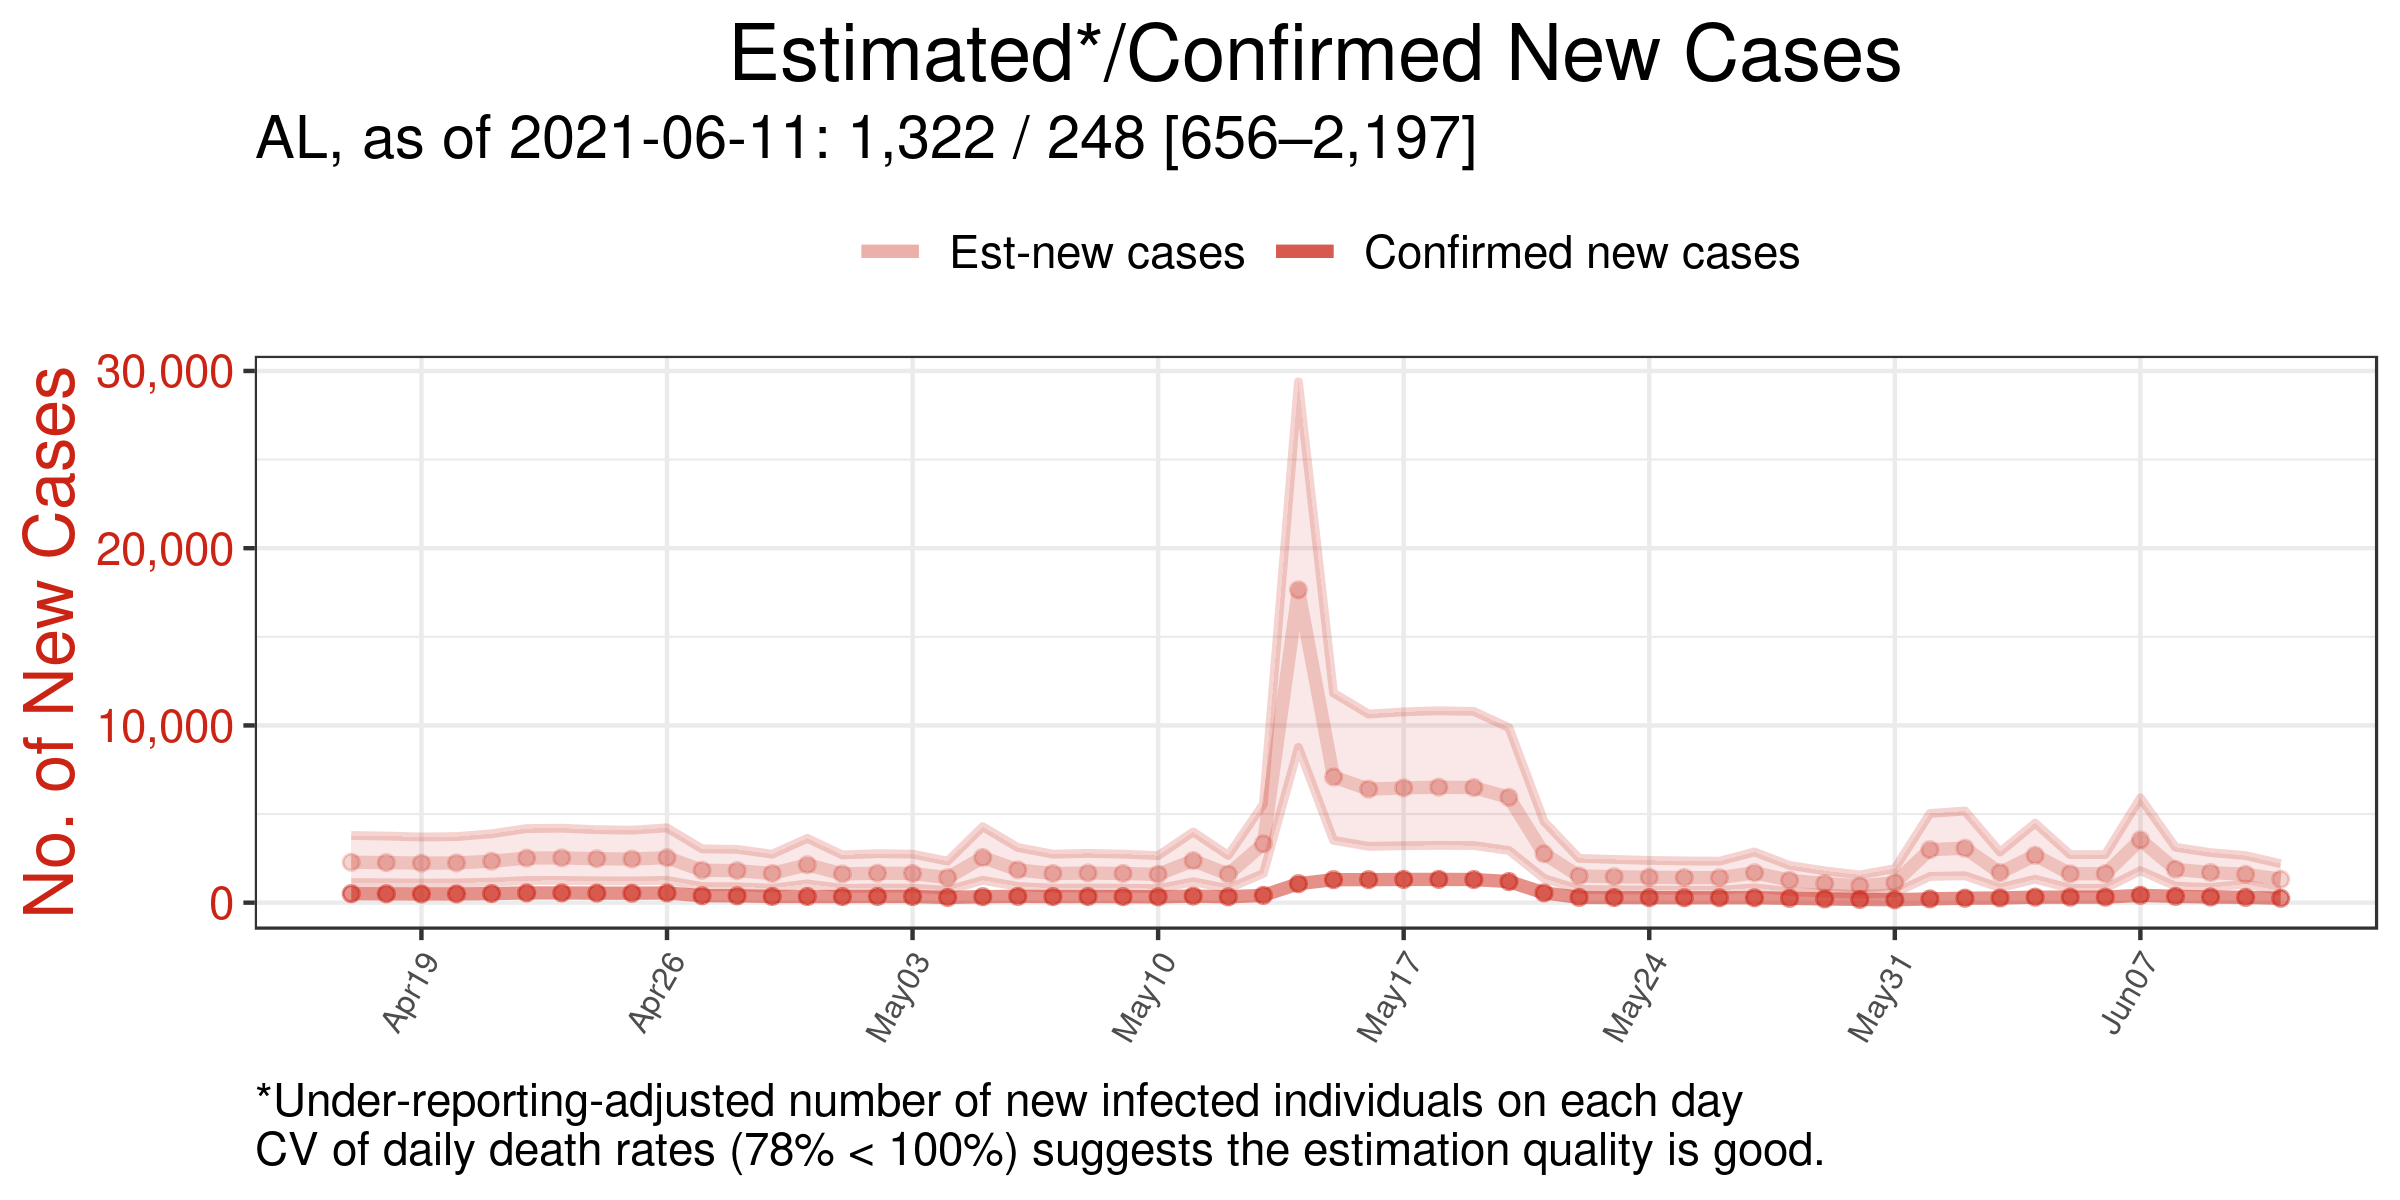 Estimated*/Confirmed New Cases
AL, as of 2021-06-11: 1,322 / 248 [656–2,197]
Est-new cases Confirmed new cases
No. of New Cases
30,000
20,000
10,000
0
Apr19 Apr26 May03 May10 May17 May24 May31 Jun07
*Under-reporting-adjusted number of new infected individuals on each day
CV of daily death rates (78% < 100%) suggests the estimation quality is good.